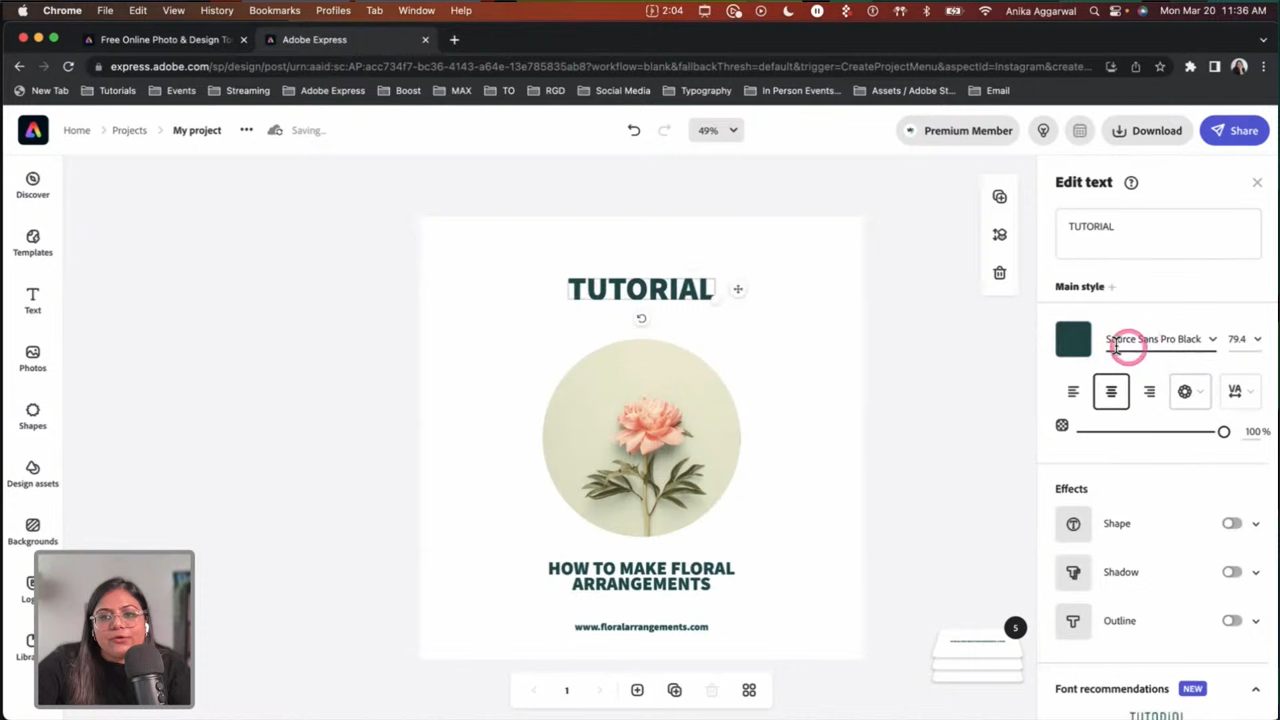 Chrome File Edit View History Bookmarks Profiles Tab Window Help 2:04 Anika Aggarwal Mon Mar 20 11:36 AM
Free Online Photo & Design To Adobe Express
express.adobe.com/sp/design/post/urn:aaid:sc:AP:acc734f7-bc36-4143-a64e-13e785835ab8?workflow=blank&fallbackThresh=default&trigger=CreateProjectMenu&aspectId=Instagram&create...
New Tab Tutorials Events Streaming Adobe Express Boost MAX TO RGD Social Media Typography In Person Events... Assets / Adobe St... Content Email
Home Projects My project ••• Saving... 49% Premium Member Download Share
Discover
Templates
Text
Photos
Shapes
Design assets
Backgrounds
TUTORIAL
HOW TO MAKE FLORAL
ARRANGEMENTS
www.floralarrangements.com
5
1
Edit text
TUTORIAL
Main style +
Source Sans Pro Black 79.4
VA
100 %
Effects
Shape
Shadow
Outline
Font recommendations NEW
TUTORIAL